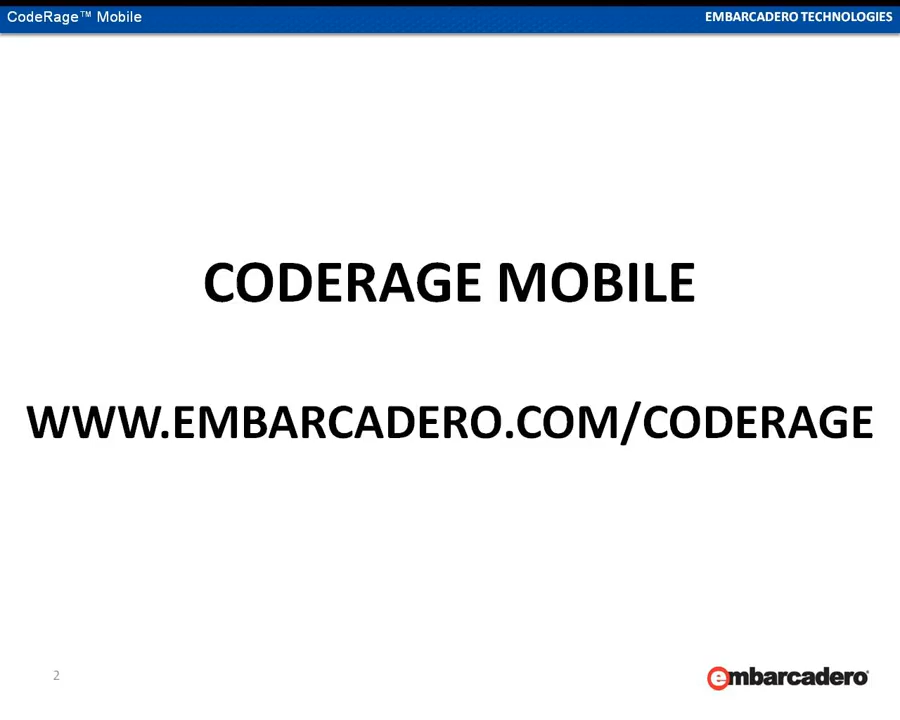 CodeRage™ Mobile
EMBARCADERO TECHNOLOGIES
CODERAGE MOBILE
WWW.EMBARCADERO.COM/CODERAGE
2
embarcadero